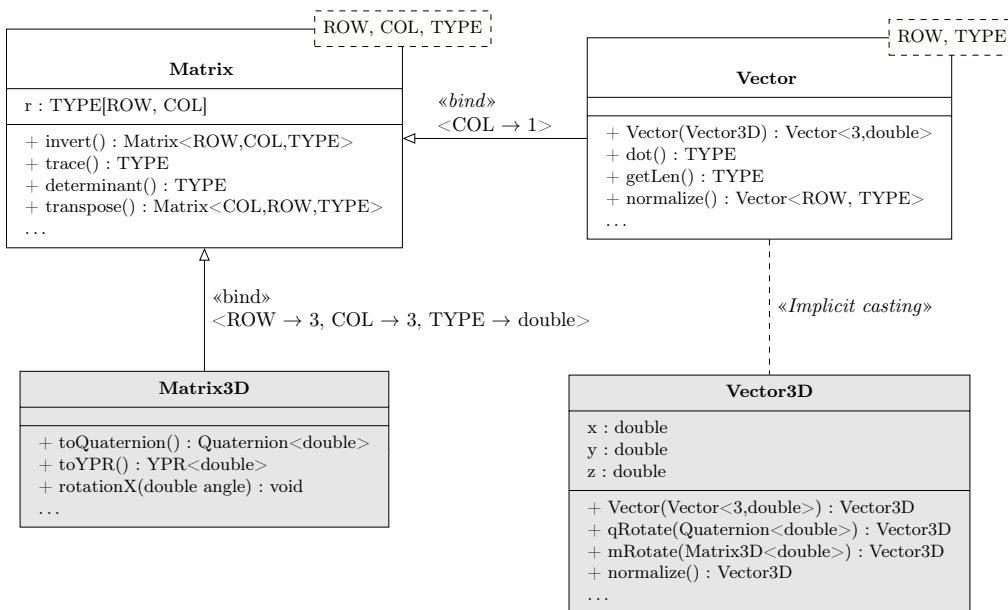 ROW, COL, TYPE
Matrix
r : TYPE[ROW, COL]
+ invert() : Matrix<ROW,COL,TYPE>
+ trace() : TYPE
+ determinant() : TYPE
+ transpose() : Matrix<COL,ROW,TYPE>
...
«bind»
<COL → 1>
ROW, TYPE
Vector
+ Vector(Vector3D) : Vector<3,double>
+ dot() : TYPE
+ getLen() : TYPE
+ normalize() : Vector<ROW, TYPE>
...
«bind»
<ROW → 3, COL → 3, TYPE → double>
«Implicit casting»
Matrix3D
+ toQuaternion() : Quaternion<double>
+ toYPR() : YPR<double>
+ rotationX(double angle) : void
...
Vector3D
x : double
y : double
z : double
+ Vector(Vector<3,double>) : Vector3D
+ qRotate(Quaternion<double>) : Vector3D
+ mRotate(Matrix3D<double>) : Vector3D
+ normalize() : Vector3D
...